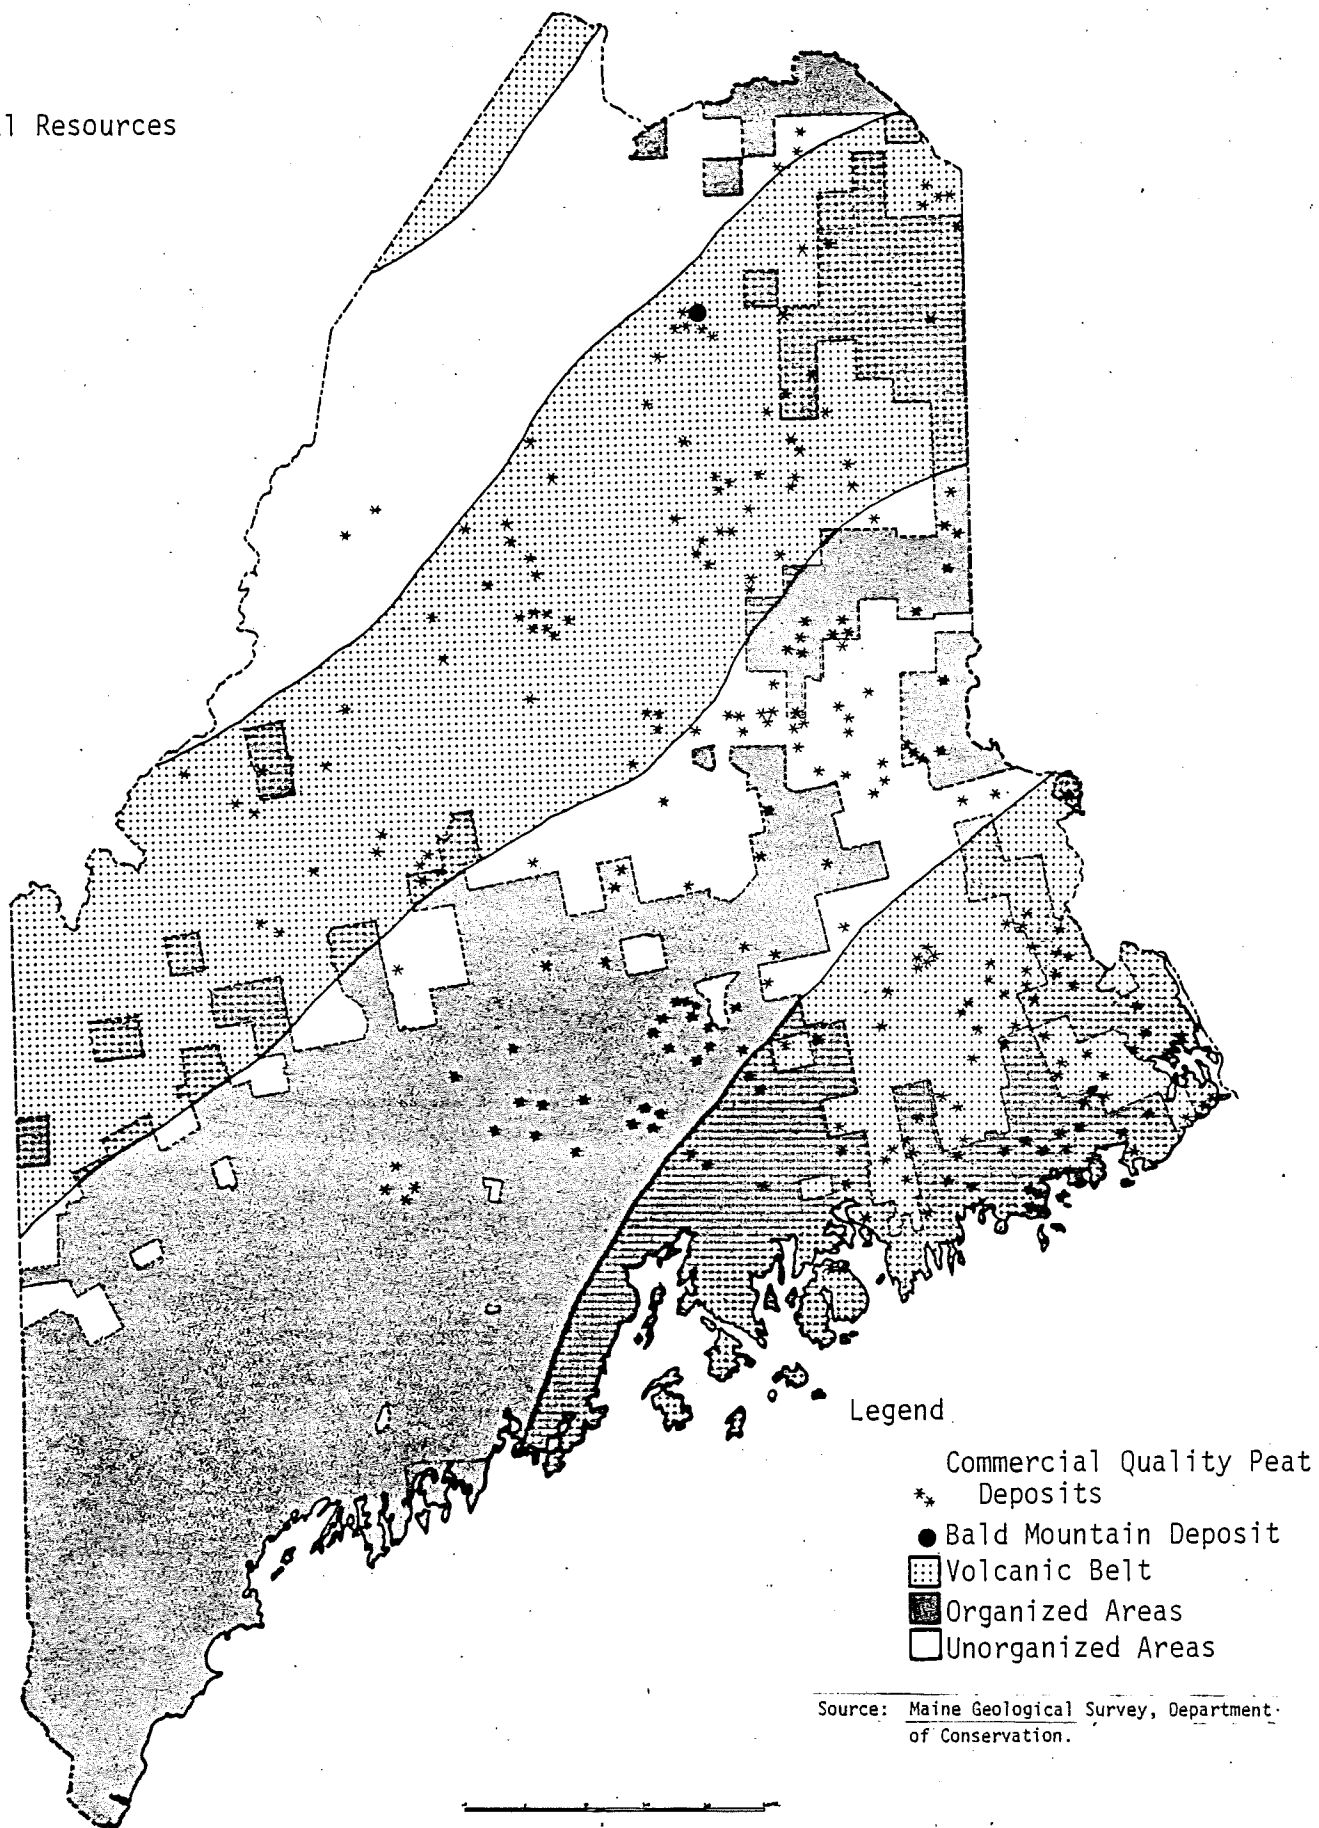 Resources
Legend
Commercial Quality Peat
Deposits
Bald Mountain Deposit
Volcanic Belt
Organized Areas
Unorganized Areas
Source: Maine Geological Survey, Department
of Conservation.